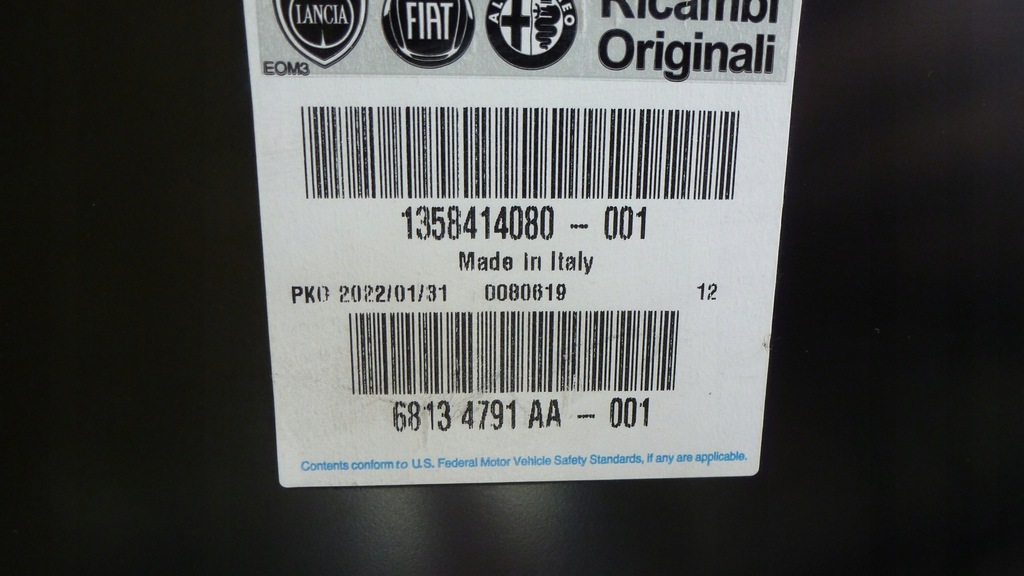 LANCIA FIAT
Ricambi
Originali
EOM3
1358414080 - 001
Made in Italy
PKG 2022/01/31 0080619 12
6813 4791 AA - 001
Contents conform to U.S. Federal Motor Vehicle Safety Standards, if any are applicable.